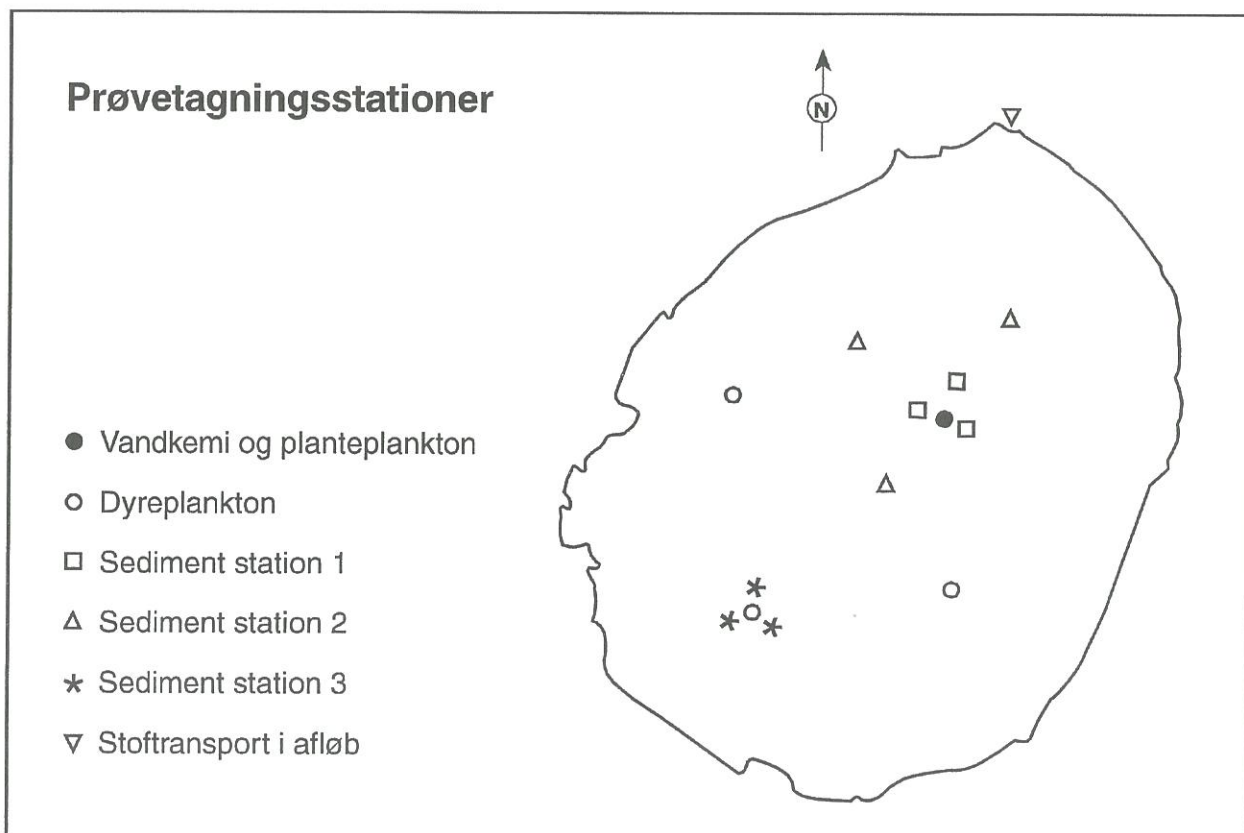 Prøvetagningsstationer
N
Vandkemi og planteplankton
Dyreplankton
Sediment station 1
Sediment station 2
Sediment station 3
Stoftransport i afløb